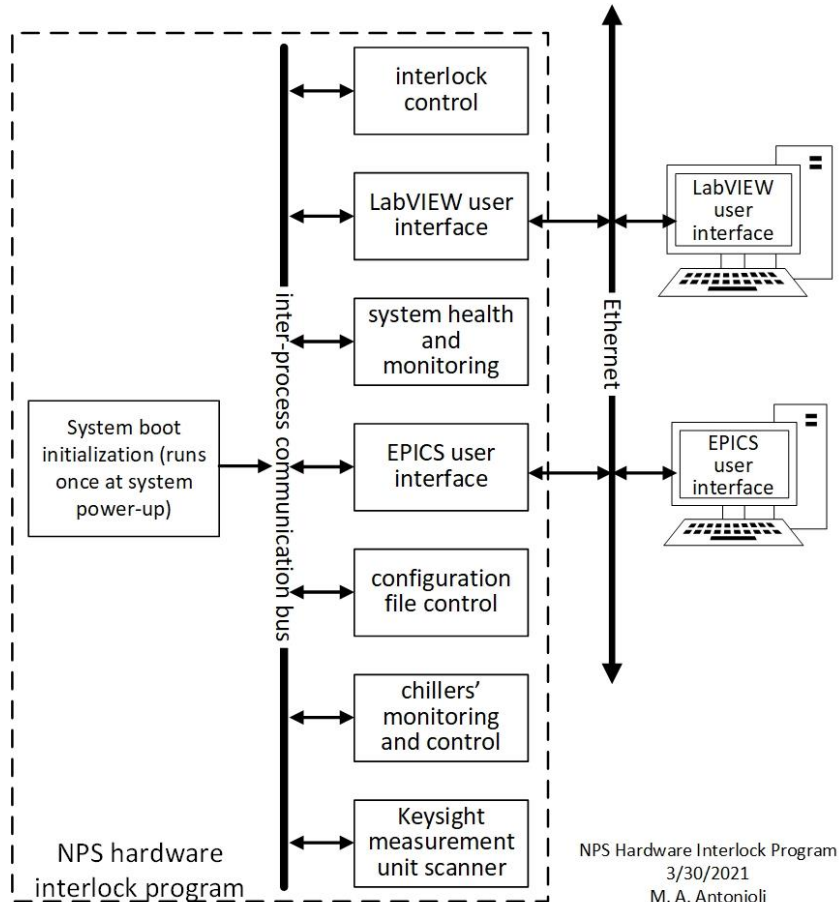 interlock
control
LabVIEW user
interface
system health
and
monitoring
System boot
initialization (runs
once at system
power-up)
EPICS user
interface
configuration
file control
chillers'
monitoring
and control
Keysight
measurement
unit scanner
inter-process communication bus
NPS hardware
interlock program
Ethernet
LabVIEW
user
interface
EPICS
user
interface
NPS Hardware Interlock Program
3/30/2021
M. A. Antonioli